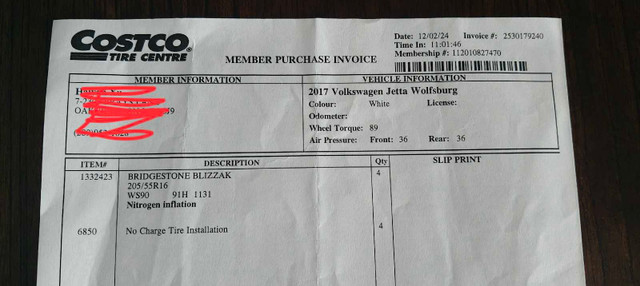 COSTCO
TIRE CENTRE
MEMBER PURCHASE INVOICE
Date: 12/02/24 Invoice #: 2530179240
Time In: 11:01:46
Membership #: 112010827470
MEMBER INFORMATION
VEHICLE INFORMATION
2017 Volkswagen Jetta Wolfsburg
Colour: White License:
Odometer:
Wheel Torque: 89
Air Pressure: Front: 36 Rear: 36
ITEM# DESCRIPTION Qty SLIP PRINT
1332423 BRIDGESTONE BLIZZAK 4
205/55R16
WS90 91H 1131
Nitrogen inflation
6850 No Charge Tire Installation 4